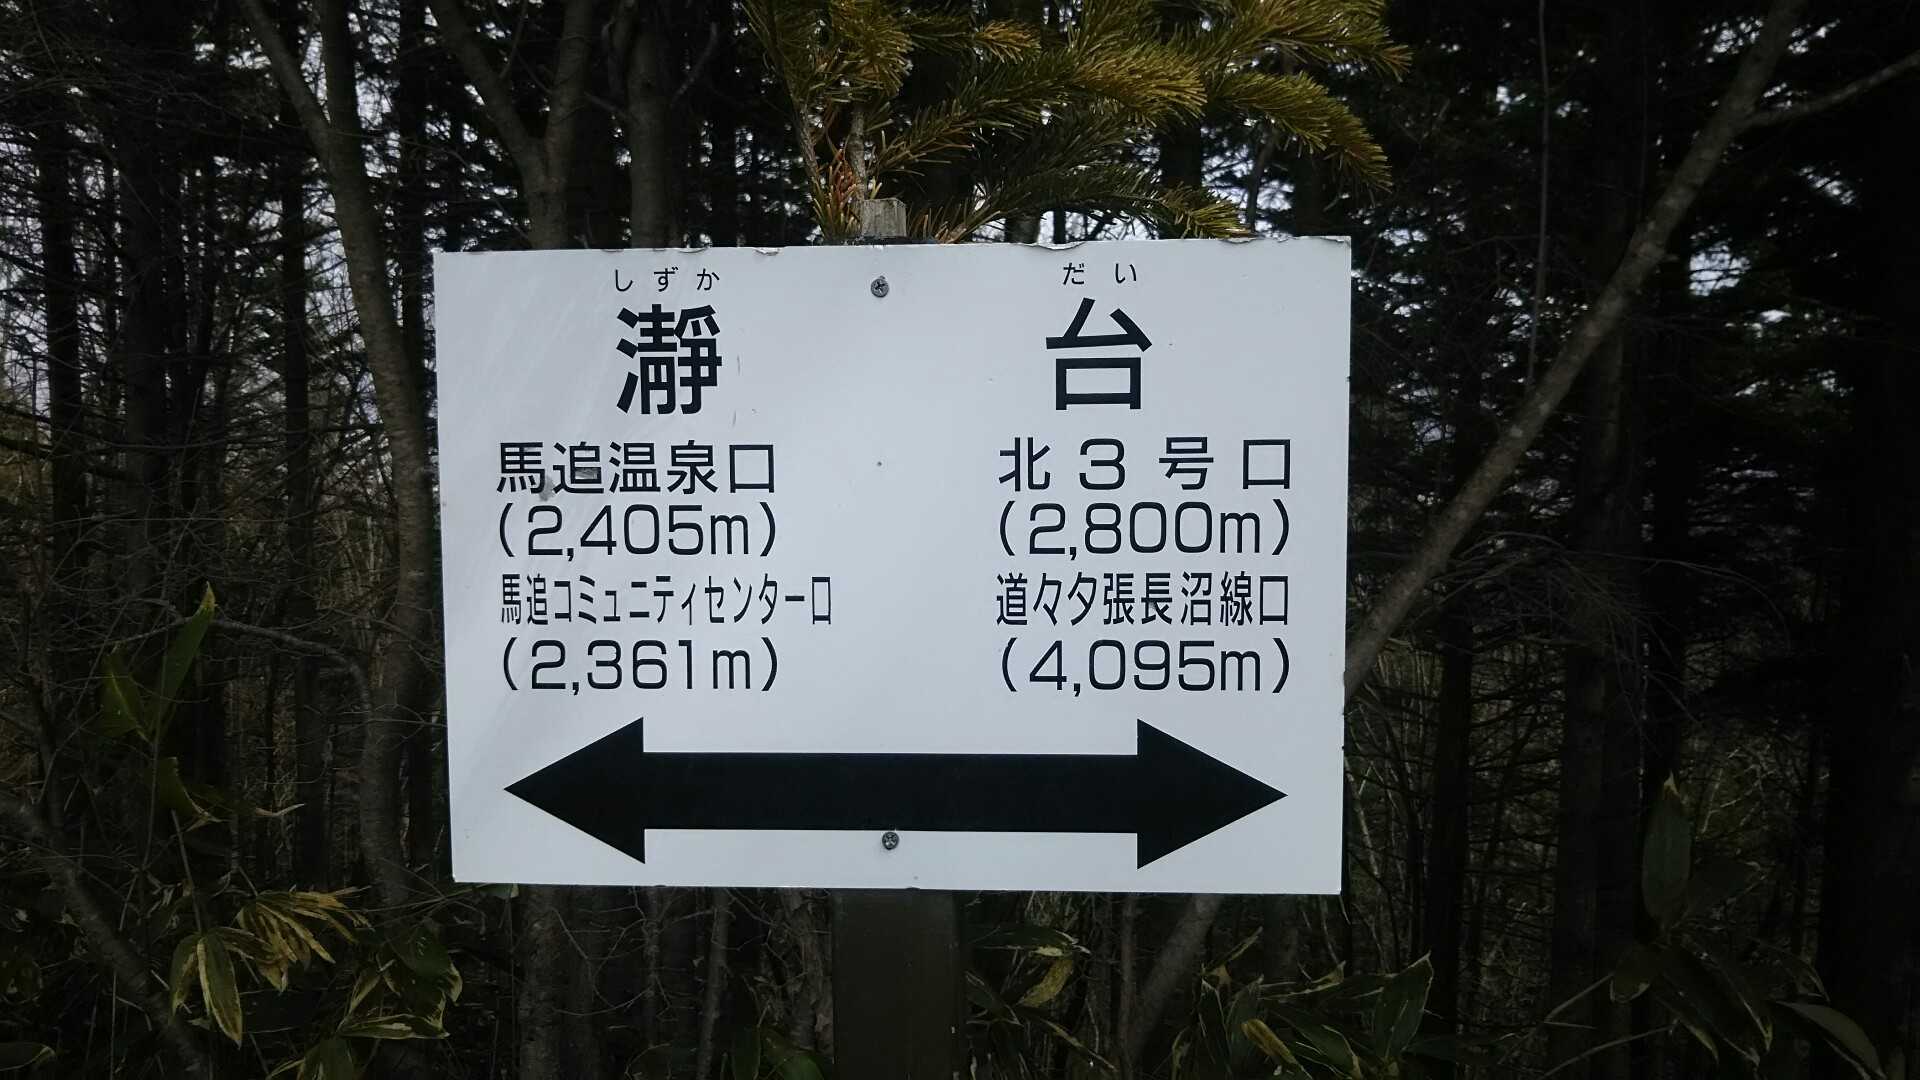 しずか だい
瀞 台
馬追温泉口 北3号口
(2,405m) (2,800m)
馬追コミュニティセンター口 道々夕張長沼線口
(2,361m) (4,095m)